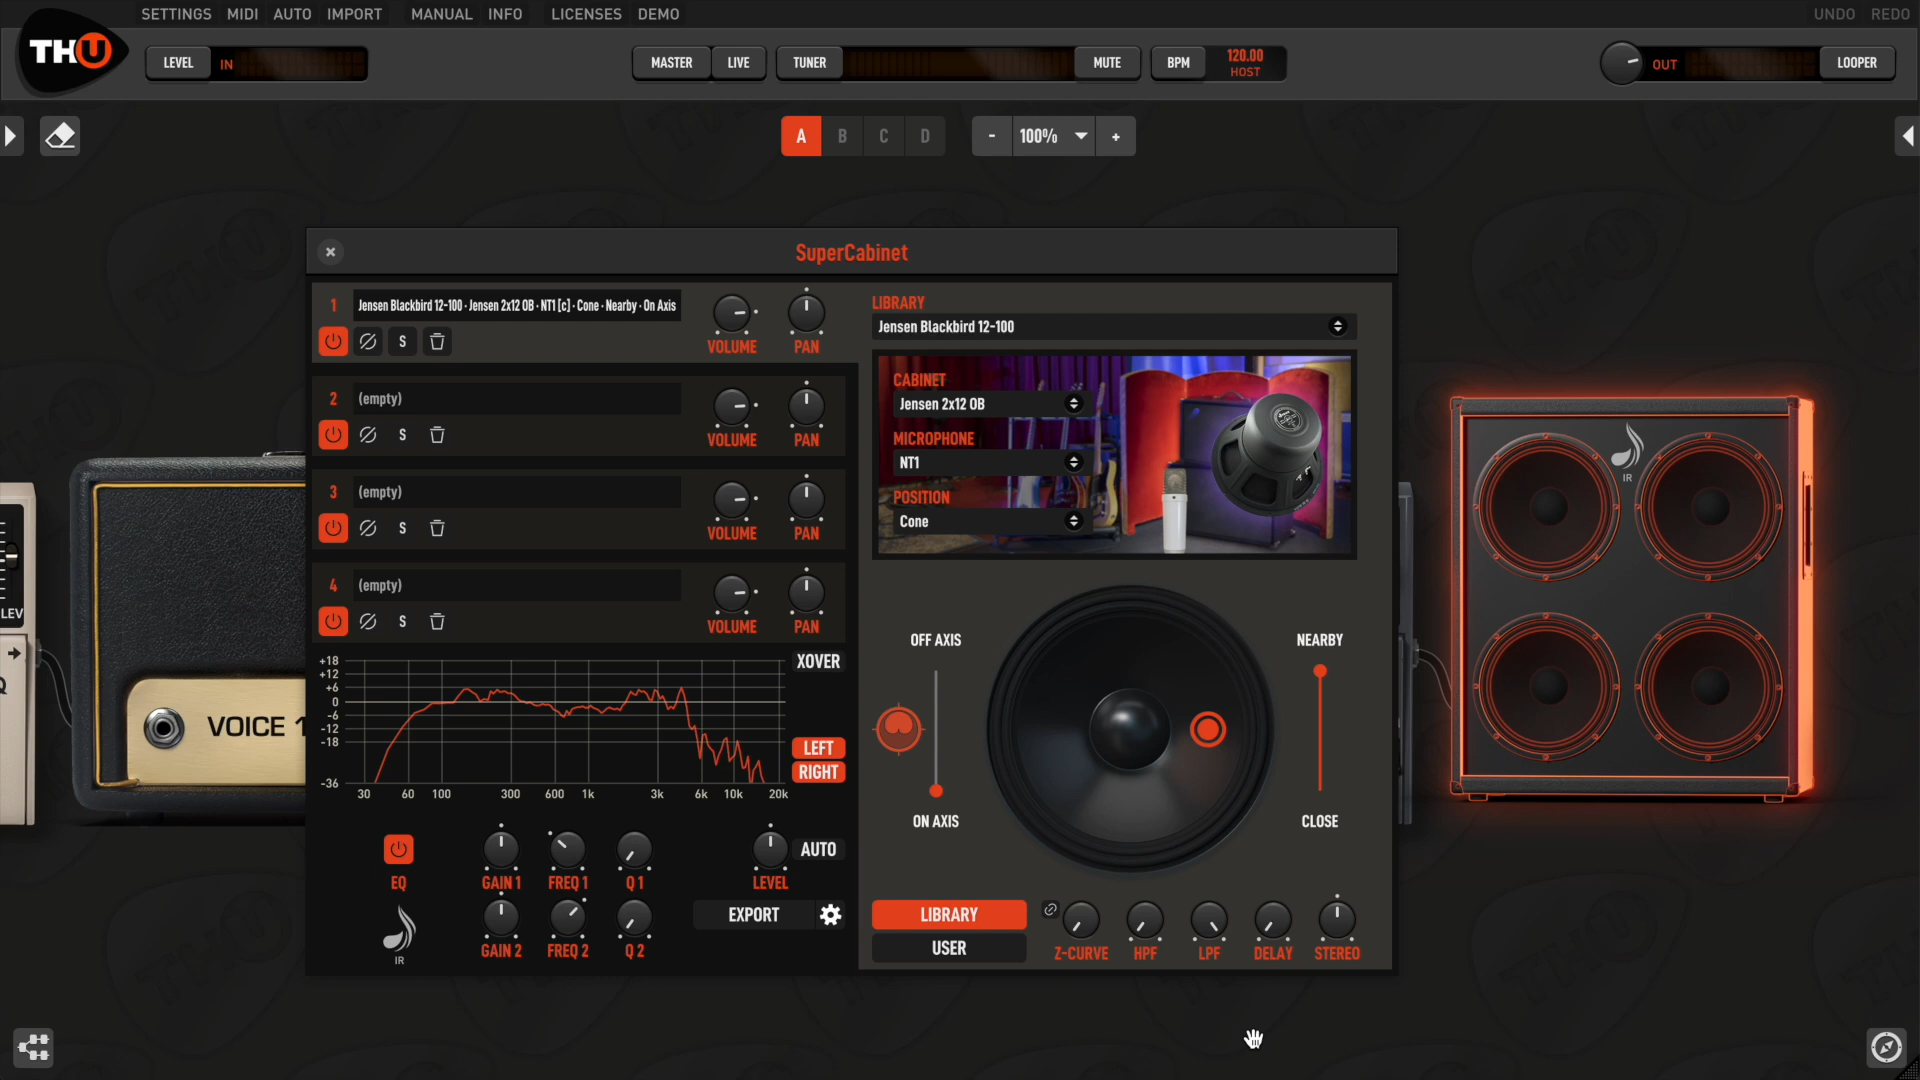 SETTINGS MIDI AUTO IMPORT MANUAL INFO LICENSES DEMO UNDO REDO
THU
LEVEL IN MASTER LIVE TUNER MUTE BPM 120.00 HOST OUT LOOPER
A B C D - 100% +
SuperCabinet
1 Jensen Blackbird 12-100 · Jensen 2x12 OB · NT1 [c] · Cone · Nearby · On Axis
S VOLUME PAN
2 (empty)
S VOLUME PAN
3 (empty)
S VOLUME PAN
4 (empty)
S VOLUME PAN
LIBRARY
Jensen Blackbird 12-100
CABINET
Jensen 2x12 OB
MICROPHONE
NT1
POSITION
Cone
+18
+12
+6
0
-6
-12
-18
-36
30 60 100 300 600 1k 3k 6k 10k 20k
XOVER
LEFT
RIGHT
OFF AXIS
ON AXIS
NEARBY
CLOSE
EQ GAIN 1 FREQ 1 Q 1 LEVEL AUTO
GAIN 2 FREQ 2 Q 2 EXPORT
IR
LIBRARY
USER
Z-CURVE HPF LPF DELAY STEREO
LEV
Q
VOICE 1
IR